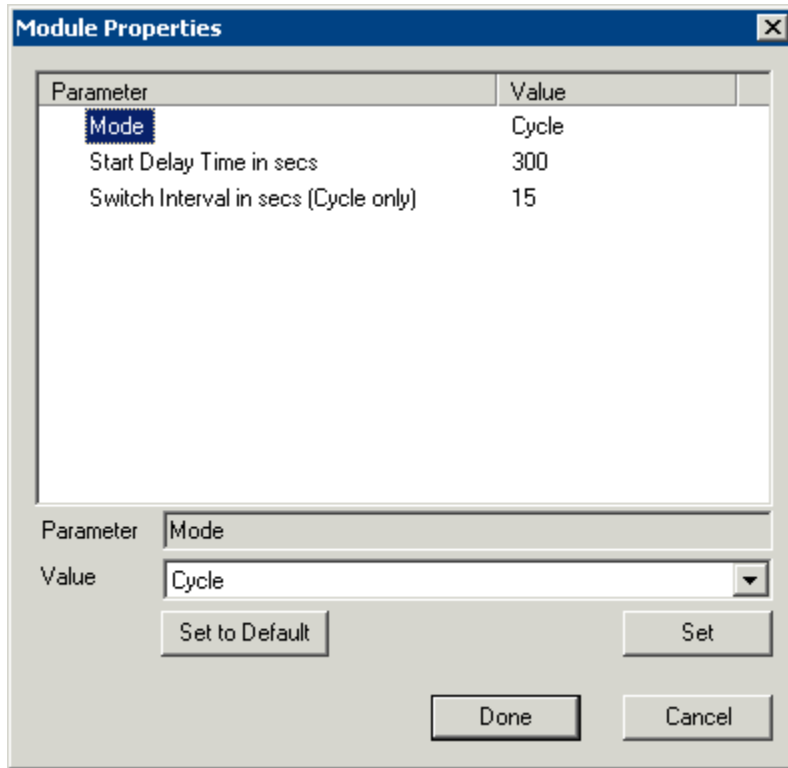 Module Properties
Parameter Value
Mode Cycle
Start Delay Time in secs 300
Switch Interval in secs (Cycle only) 15
Parameter Mode
Value Cycle
Set to Default Set
Done Cancel